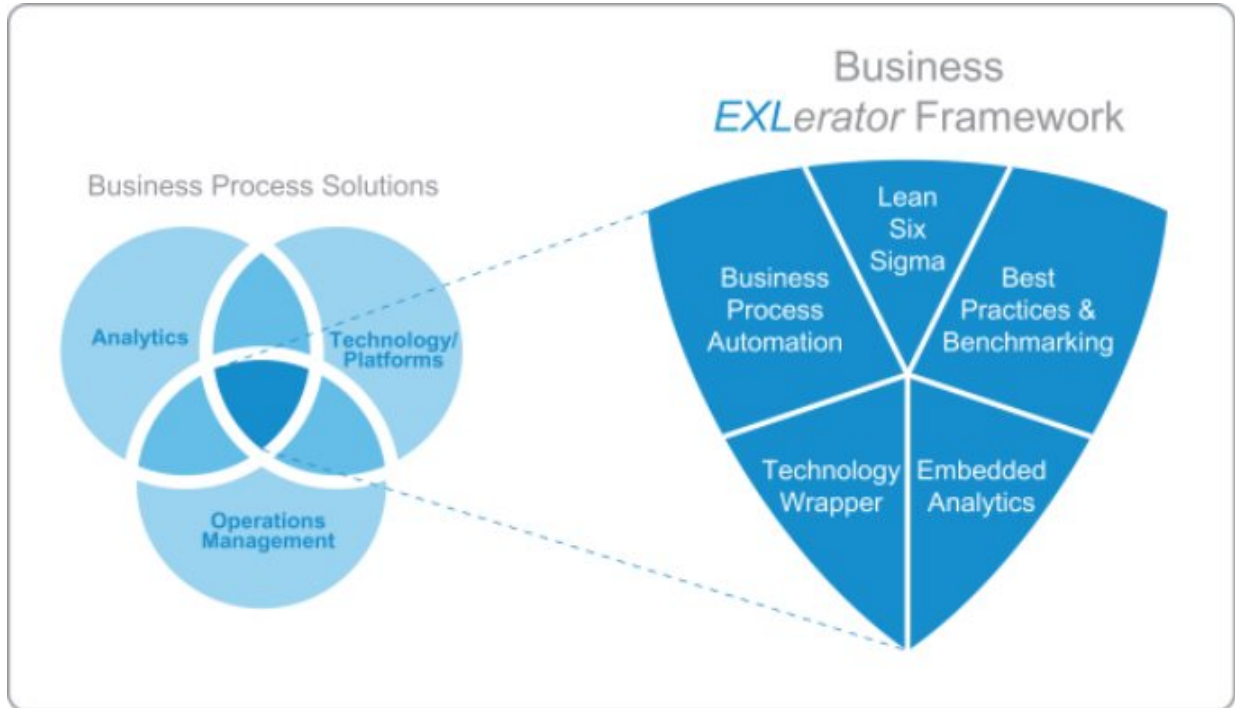 Business
EXLerator Framework
Business Process Solutions
Analytics
Technology/
Platforms
Operations
Management
Business
Process
Automation
Lean
Six
Sigma
Best
Practices &
Benchmarking
Technology
Wrapper
Embedded
Analytics